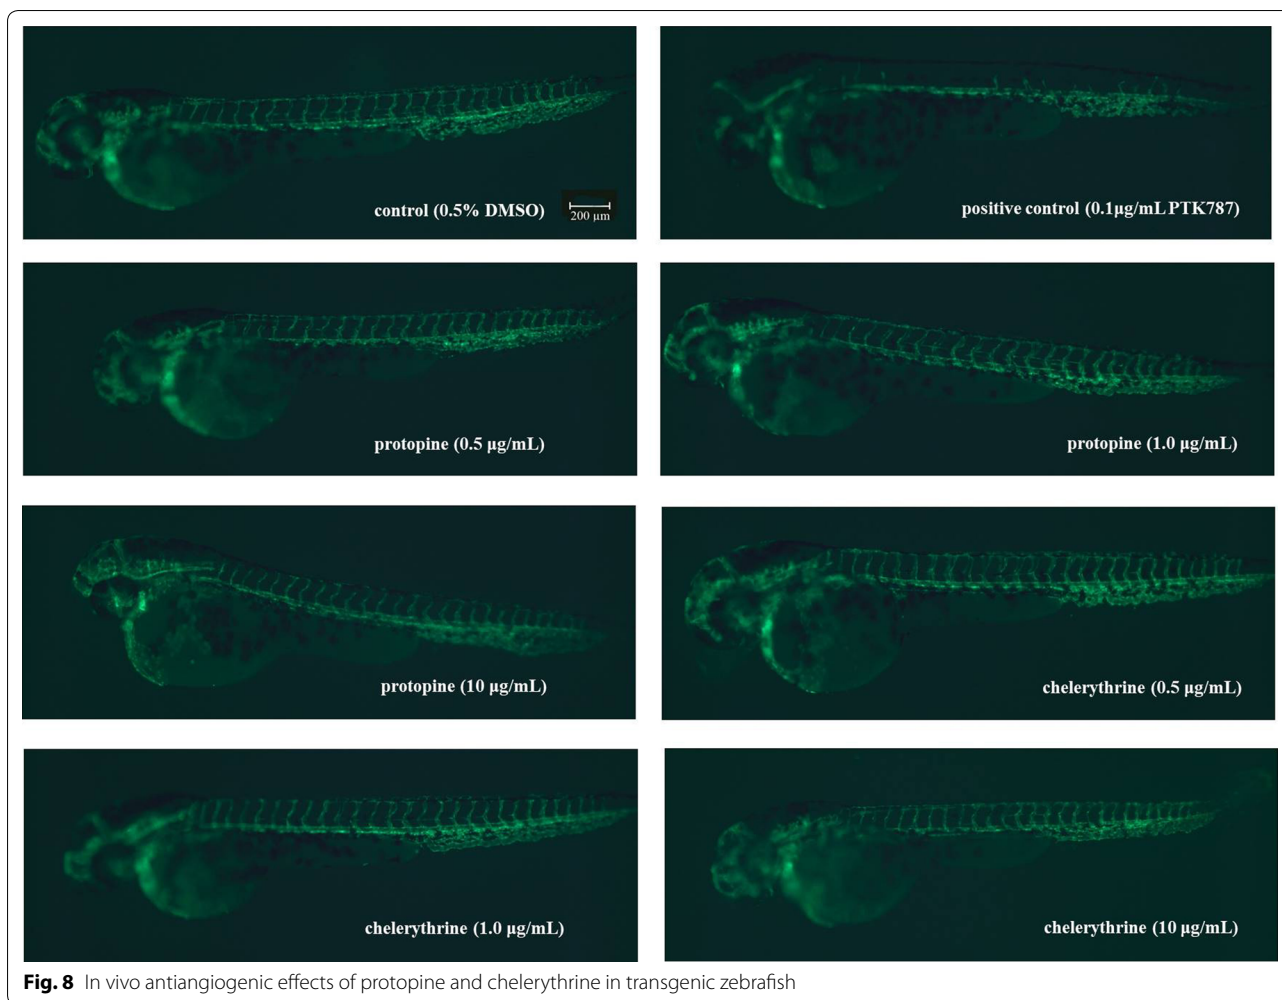 control (0.5% DMSO)
200 µm
positive control (0.1µg/mL PTK787)
protopine (0.5 µg/mL)
protopine (1.0 µg/mL)
protopine (10 µg/mL)
chelerythrine (0.5 µg/mL)
chelerythrine (1.0 µg/mL)
chelerythrine (10 µg/mL)
Fig. 8 In vivo antiangiogenic effects of protopine and chelerythrine in transgenic zebrafish